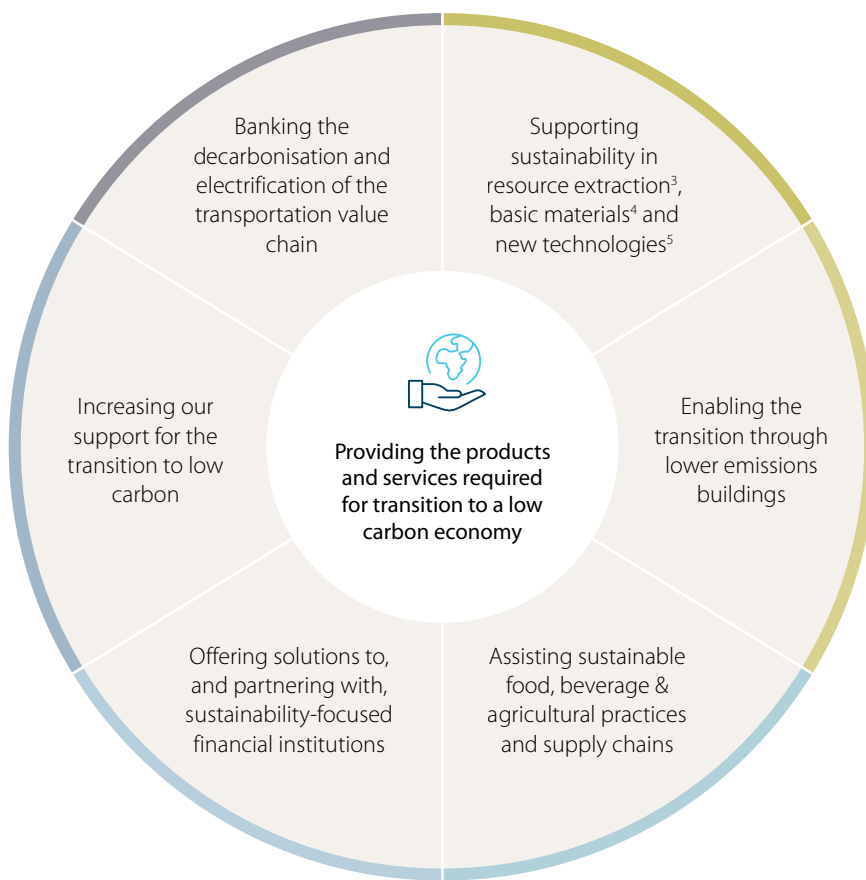 Banking the
decarbonisation and
electrification of the
transportation value
chain
Supporting
sustainability in
resource extraction³,
basic materials⁴ and
new technologies⁵
Increasing our
support for the
transition to low
carbon
Providing the products
and services required
for transition to a low
carbon economy
Enabling the
transition through
lower emissions
buildings
Offering solutions to,
and partnering with,
sustainability-focused
financial institutions
Assisting sustainable
food, beverage &
agricultural practices
and supply chains